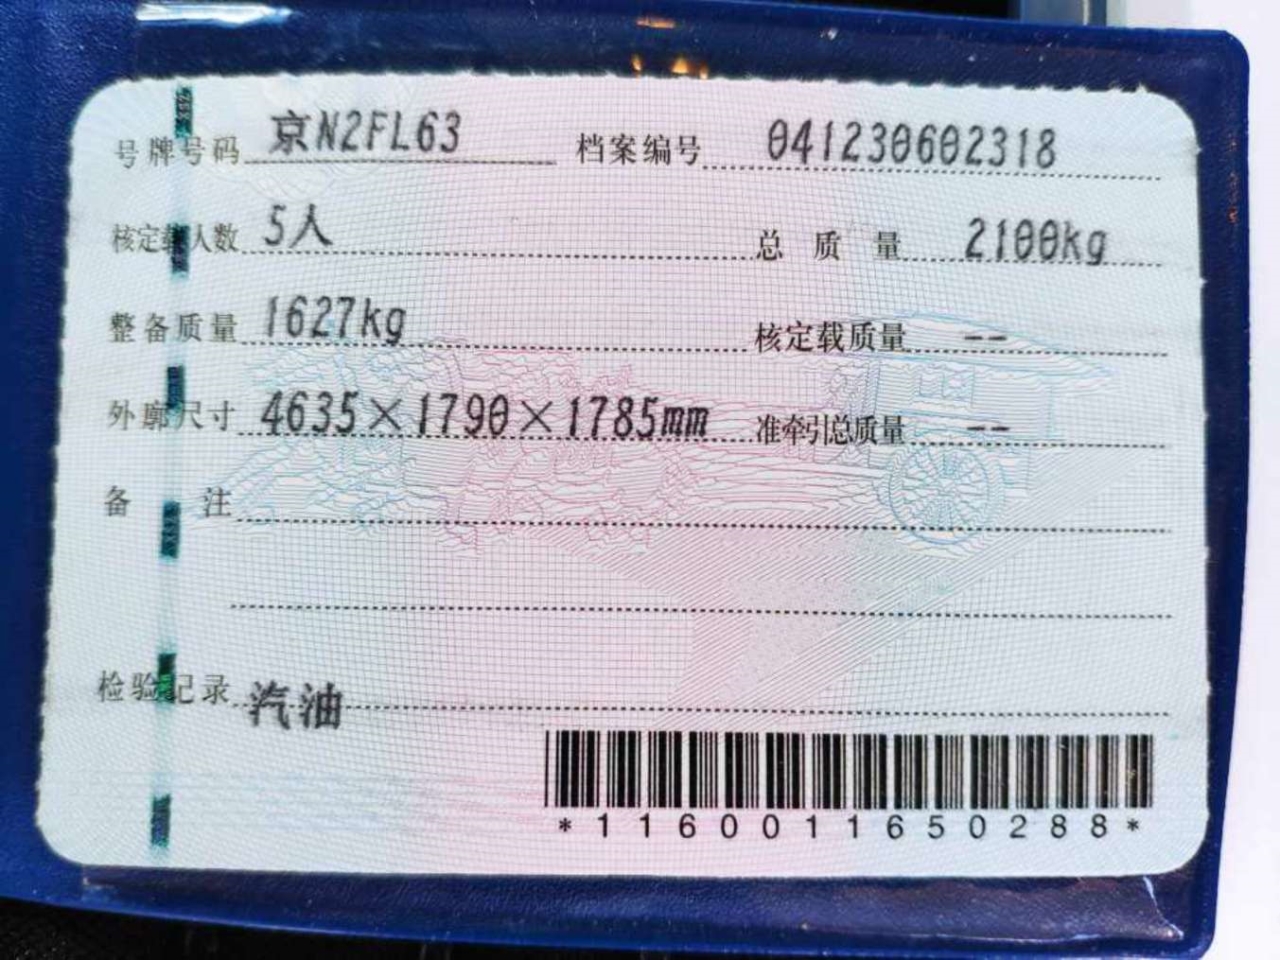 号牌号码 京N2FL63 档案编号 041230602318
核定载人数 5人 总质量 2100kg
整备质量 1627kg 核定载质量 --
外廓尺寸 4635×1790×1785mm 准牵引总质量 --
备注
检验记录 汽油
*1160011650288*